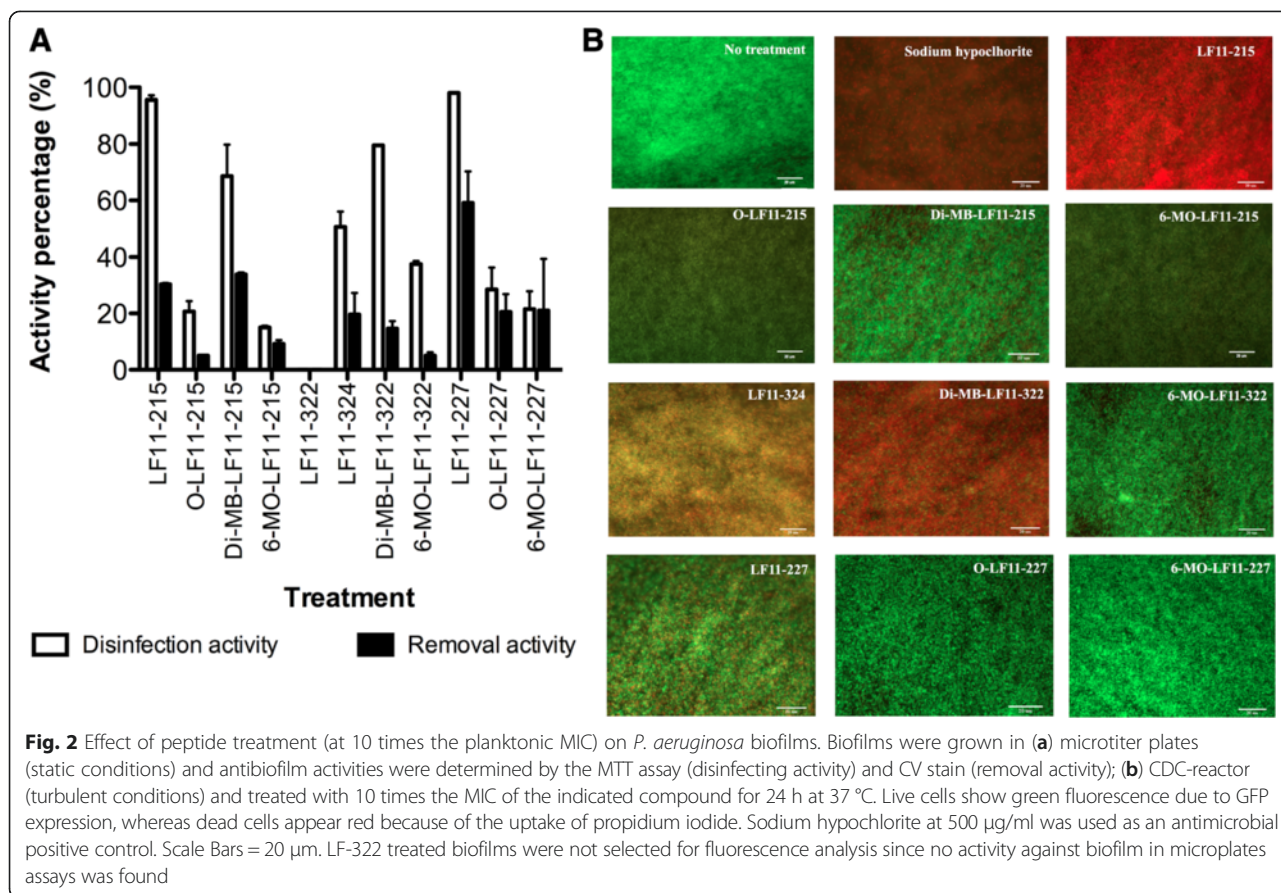 A
Activity percentage (%)
100
80
60
40
20
0
LF11-215
O-LF11-215
Di-MB-LF11-215
6-MO-LF11-215
LF11-322
LF11-324
Di-MB-LF11-322
6-MO-LF11-322
LF11-227
O-LF11-227
6-MO-LF11-227
Treatment
Disinfection activity
Removal activity
B
No treatment
Sodium hypoclhorite
LF11-215
O-LF11-215
Di-MB-LF11-215
6-MO-LF11-215
LF11-324
Di-MB-LF11-322
6-MO-LF11-322
LF11-227
O-LF11-227
6-MO-LF11-227
Fig. 2 Effect of peptide treatment (at 10 times the planktonic MIC) on P. aeruginosa biofilms. Biofilms were grown in (a) microtiter plates
(static conditions) and antibiofilm activities were determined by the MTT assay (disinfecting activity) and CV stain (removal activity); (b) CDC-reactor
(turbulent conditions) and treated with 10 times the MIC of the indicated compound for 24 h at 37 °C. Live cells show green fluorescence due to GFP
expression, whereas dead cells appear red because of the uptake of propidium iodide. Sodium hypochlorite at 500 μg/ml was used as an antimicrobial
positive control. Scale Bars = 20 μm. LF-322 treated biofilms were not selected for fluorescence analysis since no activity against biofilm in microplates
assays was found